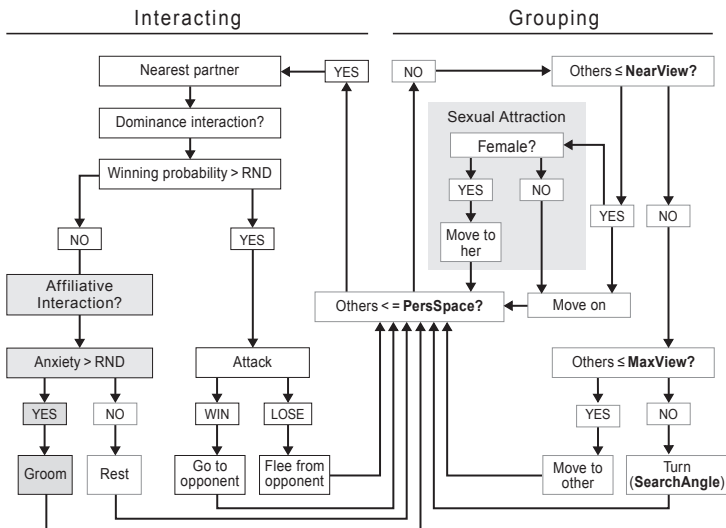 Interacting
Grouping
Nearest partner
YES
NO
Others ≤ NearView?
Dominance interaction?
Sexual Attraction
Female?
Winning probability > RND
YES
NO
YES
NO
NO
YES
Move to
her
Affiliative
Interaction?
Others < = PersSpace?
Move on
Anxiety > RND
Attack
Others ≤ MaxView?
YES
NO
WIN
LOSE
YES
NO
Groom
Rest
Go to
opponent
Flee from
opponent
Move to
other
Turn
(SearchAngle)